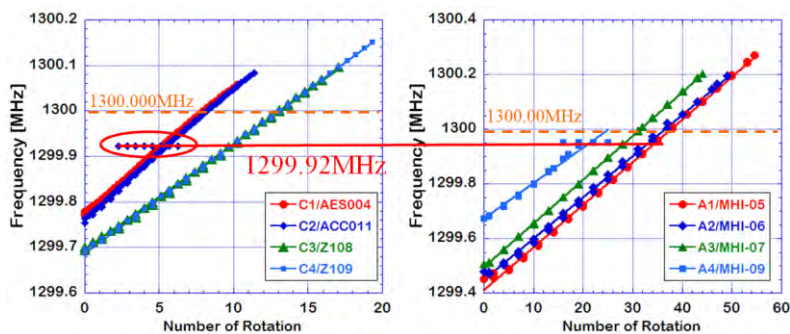 1300.2
1300.1
1300
1299.9
1299.8
1299.7
1299.6
Frequency [MHz]
1300.000MHz
1299.92MHz
C1/AES004
C2/ACC011
C3/Z108
C4/Z109
0 5 10 15 20
Number of Rotation
1300.4
1300.2
1300
1299.8
1299.6
1299.4
Frequency [MHz]
1300.00MHz
A1/MHI-05
A2/MHI-06
A3/MHI-07
A4/MHI-09
0 10 20 30 40 50 60
Number of Rotation